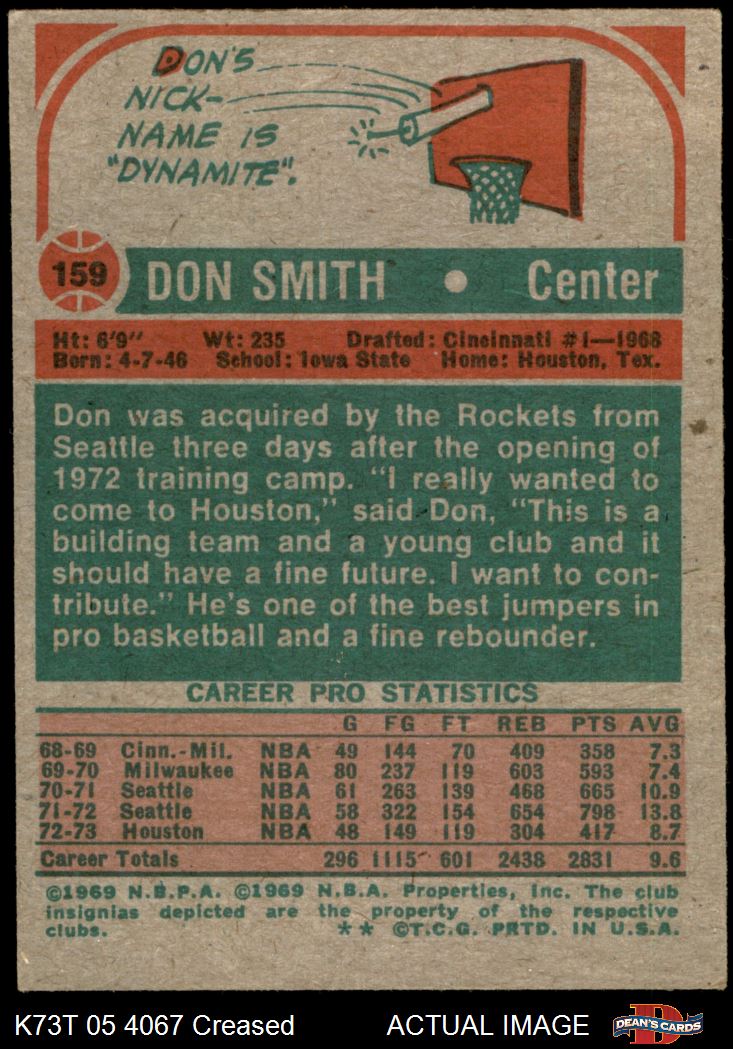 DON'S
NICK-
NAME IS
"DYNAMITE".
159 DON SMITH • Center
Ht: 6'9" Wt: 235 Drafted: Cincinnati #1—1968
Born: 4-7-46 School: Iowa State Home: Houston, Tex.
Don was acquired by the Rockets from
Seattle three days after the opening of
1972 training camp. "I really wanted to
come to Houston," said Don, "This is a
building team and a young club and it
should have a fine future. I want to con-
tribute." He's one of the best jumpers in
pro basketball and a fine rebounder.
CAREER PRO STATISTICS
G FG FT REB PTS AVG
68-69 Cinn.-Mil. NBA 49 144 70 409 358 7.3
69-70 Milwaukee NBA 80 237 119 603 593 7.4
70-71 Seattle NBA 61 263 139 468 665 10.9
71-72 Seattle NBA 58 322 154 654 798 13.8
72-73 Houston NBA 48 149 119 304 417 8.7
Career Totals 296 1115 601 2438 2831 9.6
©1969 N.B.P.A. ©1969 N.B.A. Properties, Inc. The club
insignias depicted are the property of the respective
clubs. ** ©T.C.G. PRTD. IN U.S.A.
K73T 05 4067 Creased ACTUAL IMAGE DEAN'S CARDS